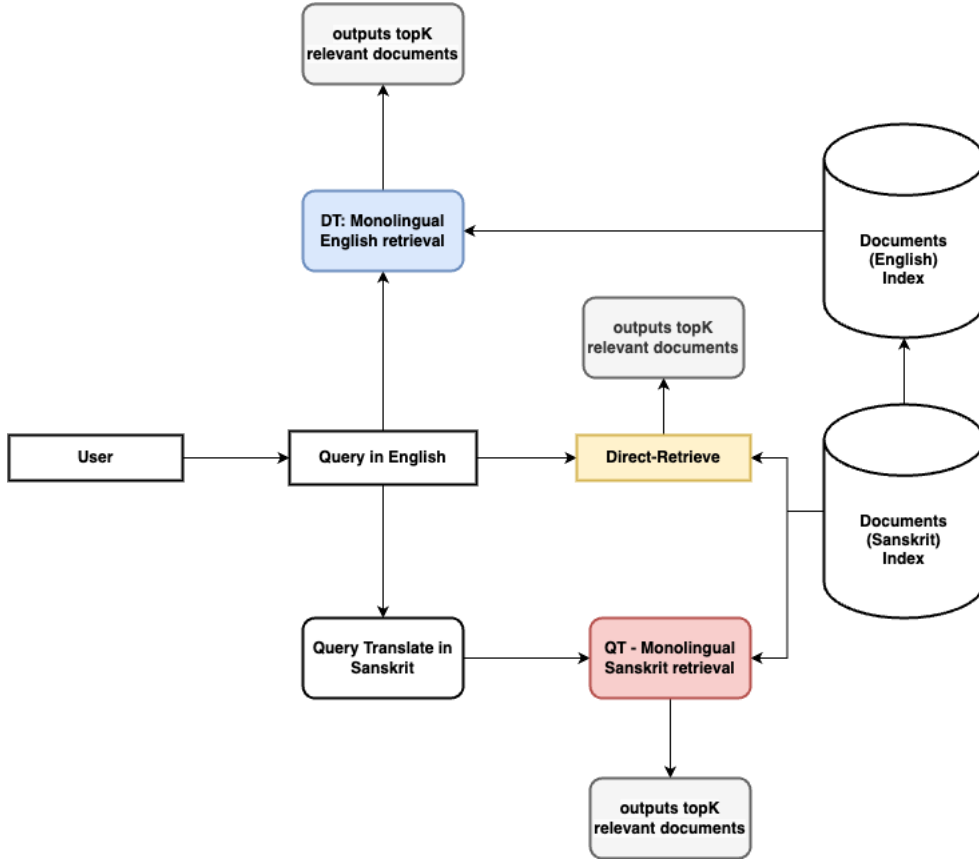 outputs topK
relevant documents
DT: Monolingual
English retrieval
Documents
(English)
Index
outputs topK
relevant documents
User
Query in English
Direct-Retrieve
Documents
(Sanskrit)
Index
Query Translate in
Sanskrit
QT - Monolingual
Sanskrit retrieval
outputs topK
relevant documents